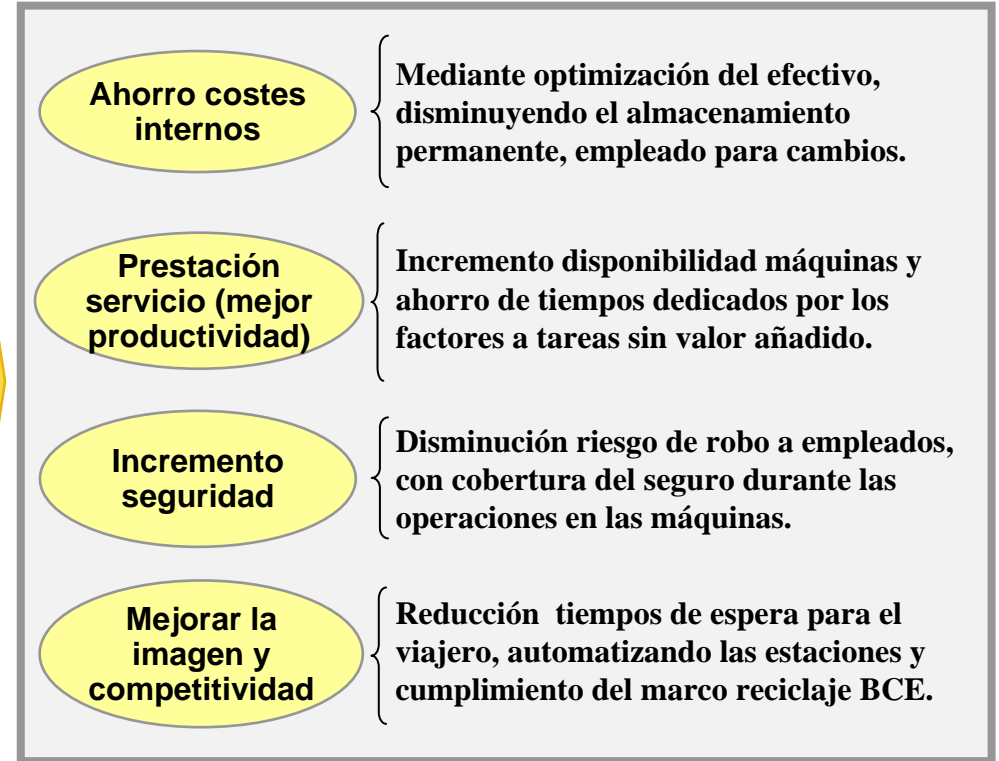 Ahorro costes
internos
Mediante optimización del efectivo,
disminuyendo el almacenamiento
permanente, empleado para cambios.
Prestación
servicio (mejor
productividad)
Incremento disponibilidad máquinas y
ahorro de tiempos dedicados por los
factores a tareas sin valor añadido.
Incremento
seguridad
Disminución riesgo de robo a empleados,
con cobertura del seguro durante las
operaciones en las máquinas.
Mejorar la
imagen y
competitividad
Reducción tiempos de espera para el
viajero, automatizando las estaciones y
cumplimiento del marco reciclaje BCE.